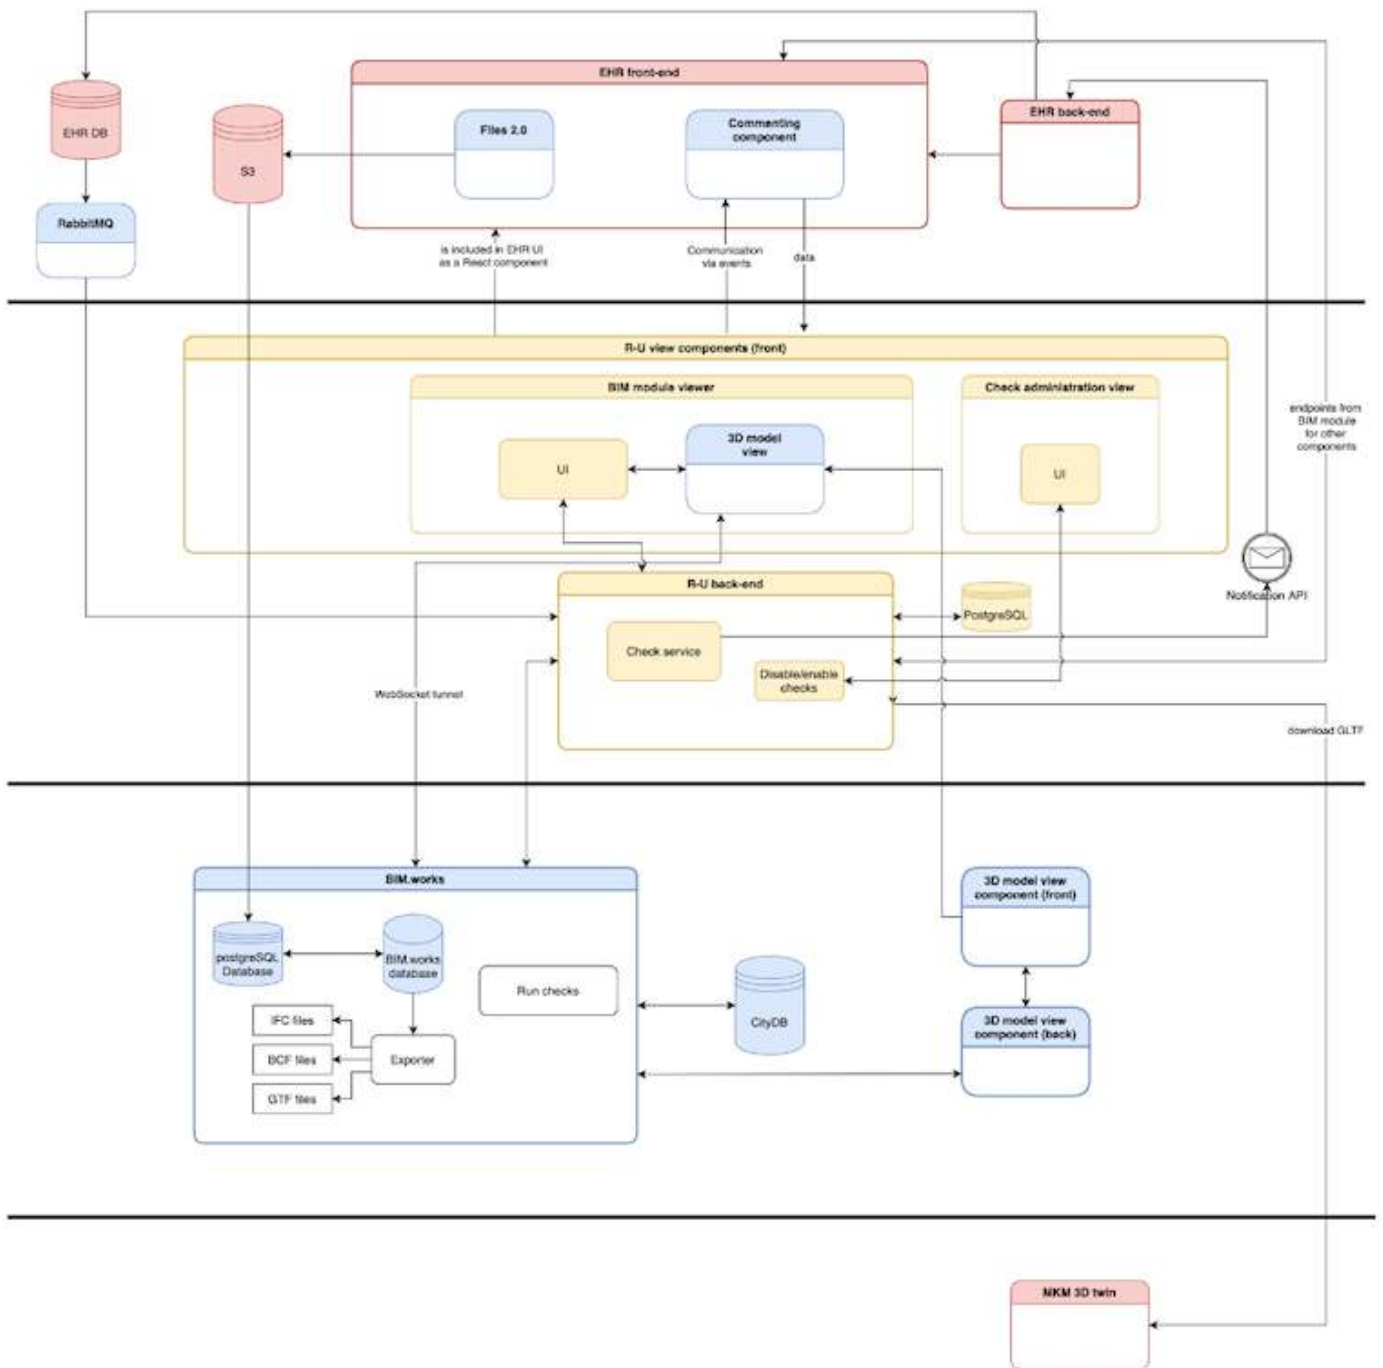 EHR front-end
EHR DB
S3
Files 2.0
Commenting
component
EHR back-end
RabbitMQ
is included in EHR UI
as a React component
Communication
via events
data
R-U view components (front)
BIM module viewer
Check administration view
3D model
view
UI
UI
endpoints from
BIM module
for other
components
R-U back-end
Notification API
PostgreSQL
Check service
Disable/enable
checks
WebSocket tunnel
download GLTF
BIM.works
3D model view
component (front)
postgreSQL
Database
BIM.works
database
Run checks
IFC files
BCF files
GTF files
Exporter
CityDB
3D model view
component (back)
MKM 3D twin